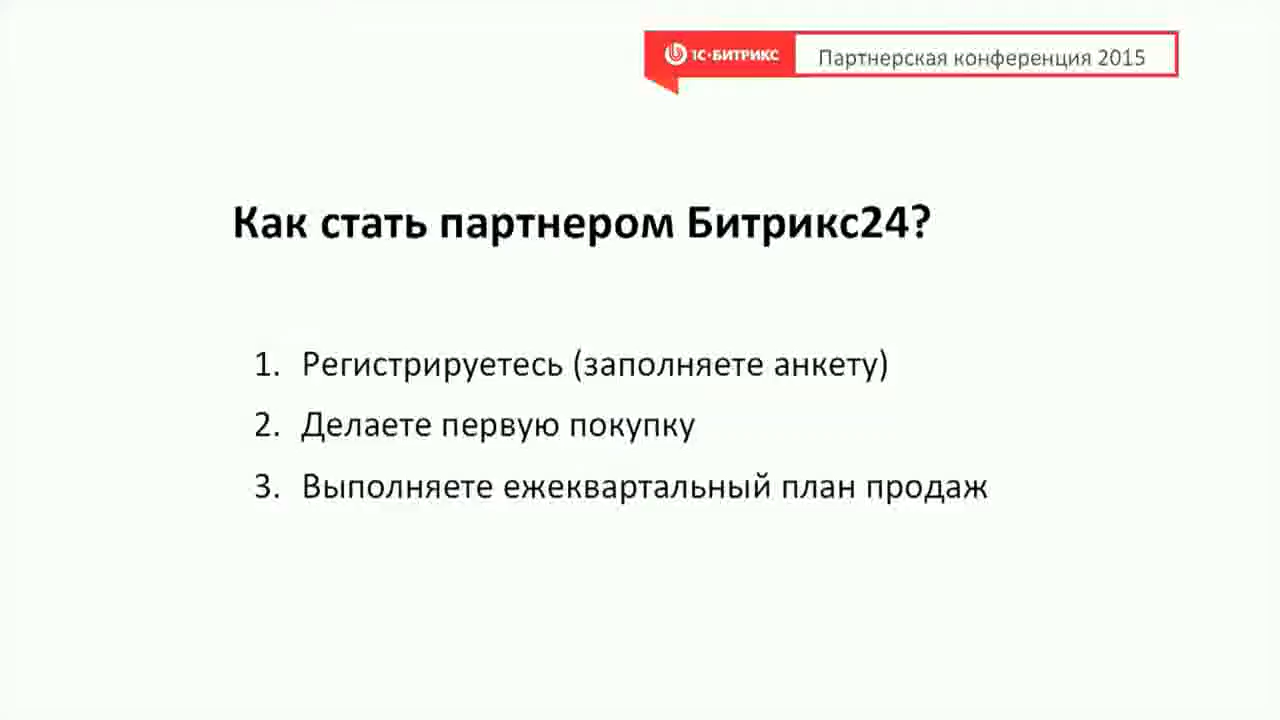 1С-БИТРИКС Партнерская конференция 2015
Как стать партнером Битрикс24?
1. Регистрируетесь (заполняете анкету)
2. Делаете первую покупку
3. Выполняете ежеквартальный план продаж